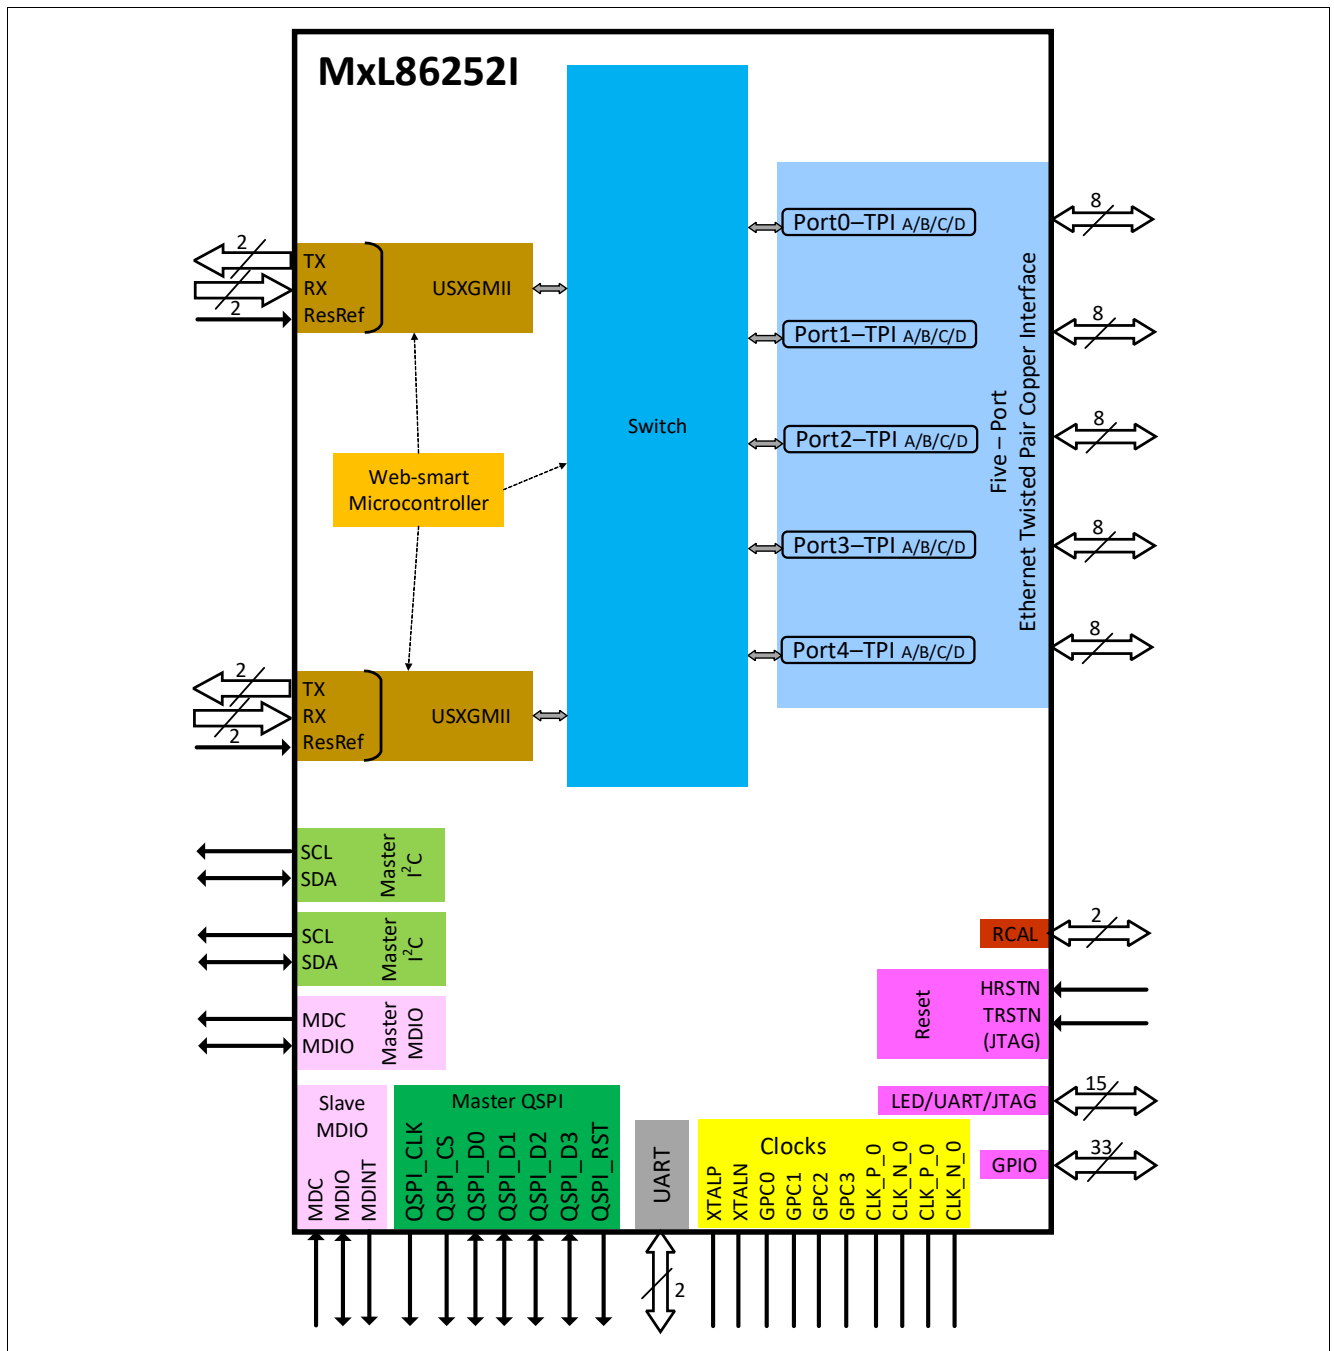 MxL86252I
2
TX
RX
2
ResRef
USXGMII
Switch
Web-smart
Microcontroller
Port0–TPI A/B/C/D
Port1–TPI A/B/C/D
Port2–TPI A/B/C/D
Port3–TPI A/B/C/D
Port4–TPI A/B/C/D
Five – Port
Ethernet Twisted Pair Copper Interface
8
8
8
8
8
2
TX
RX
2
ResRef
USXGMII
SCL
SDA
Master
I²C
SCL
SDA
Master
I²C
MDC
MDIO
Master
MDIO
RCAL
2
Reset
HRSTN
TRSTN
(JTAG)
LED/UART/JTAG
15
GPIO
33
Slave
MDIO
MDC
MDIO
MDINT
Master QSPI
QSPI_CLK
QSPI_CS
QSPI_D0
QSPI_D1
QSPI_D2
QSPI_D3
QSPI_RST
UART
2
Clocks
XTALP
XTALN
GPC0
GPC1
GPC2
GPC3
CLK_P_0
CLK_N_0
CLK_P_0
CLK_N_0